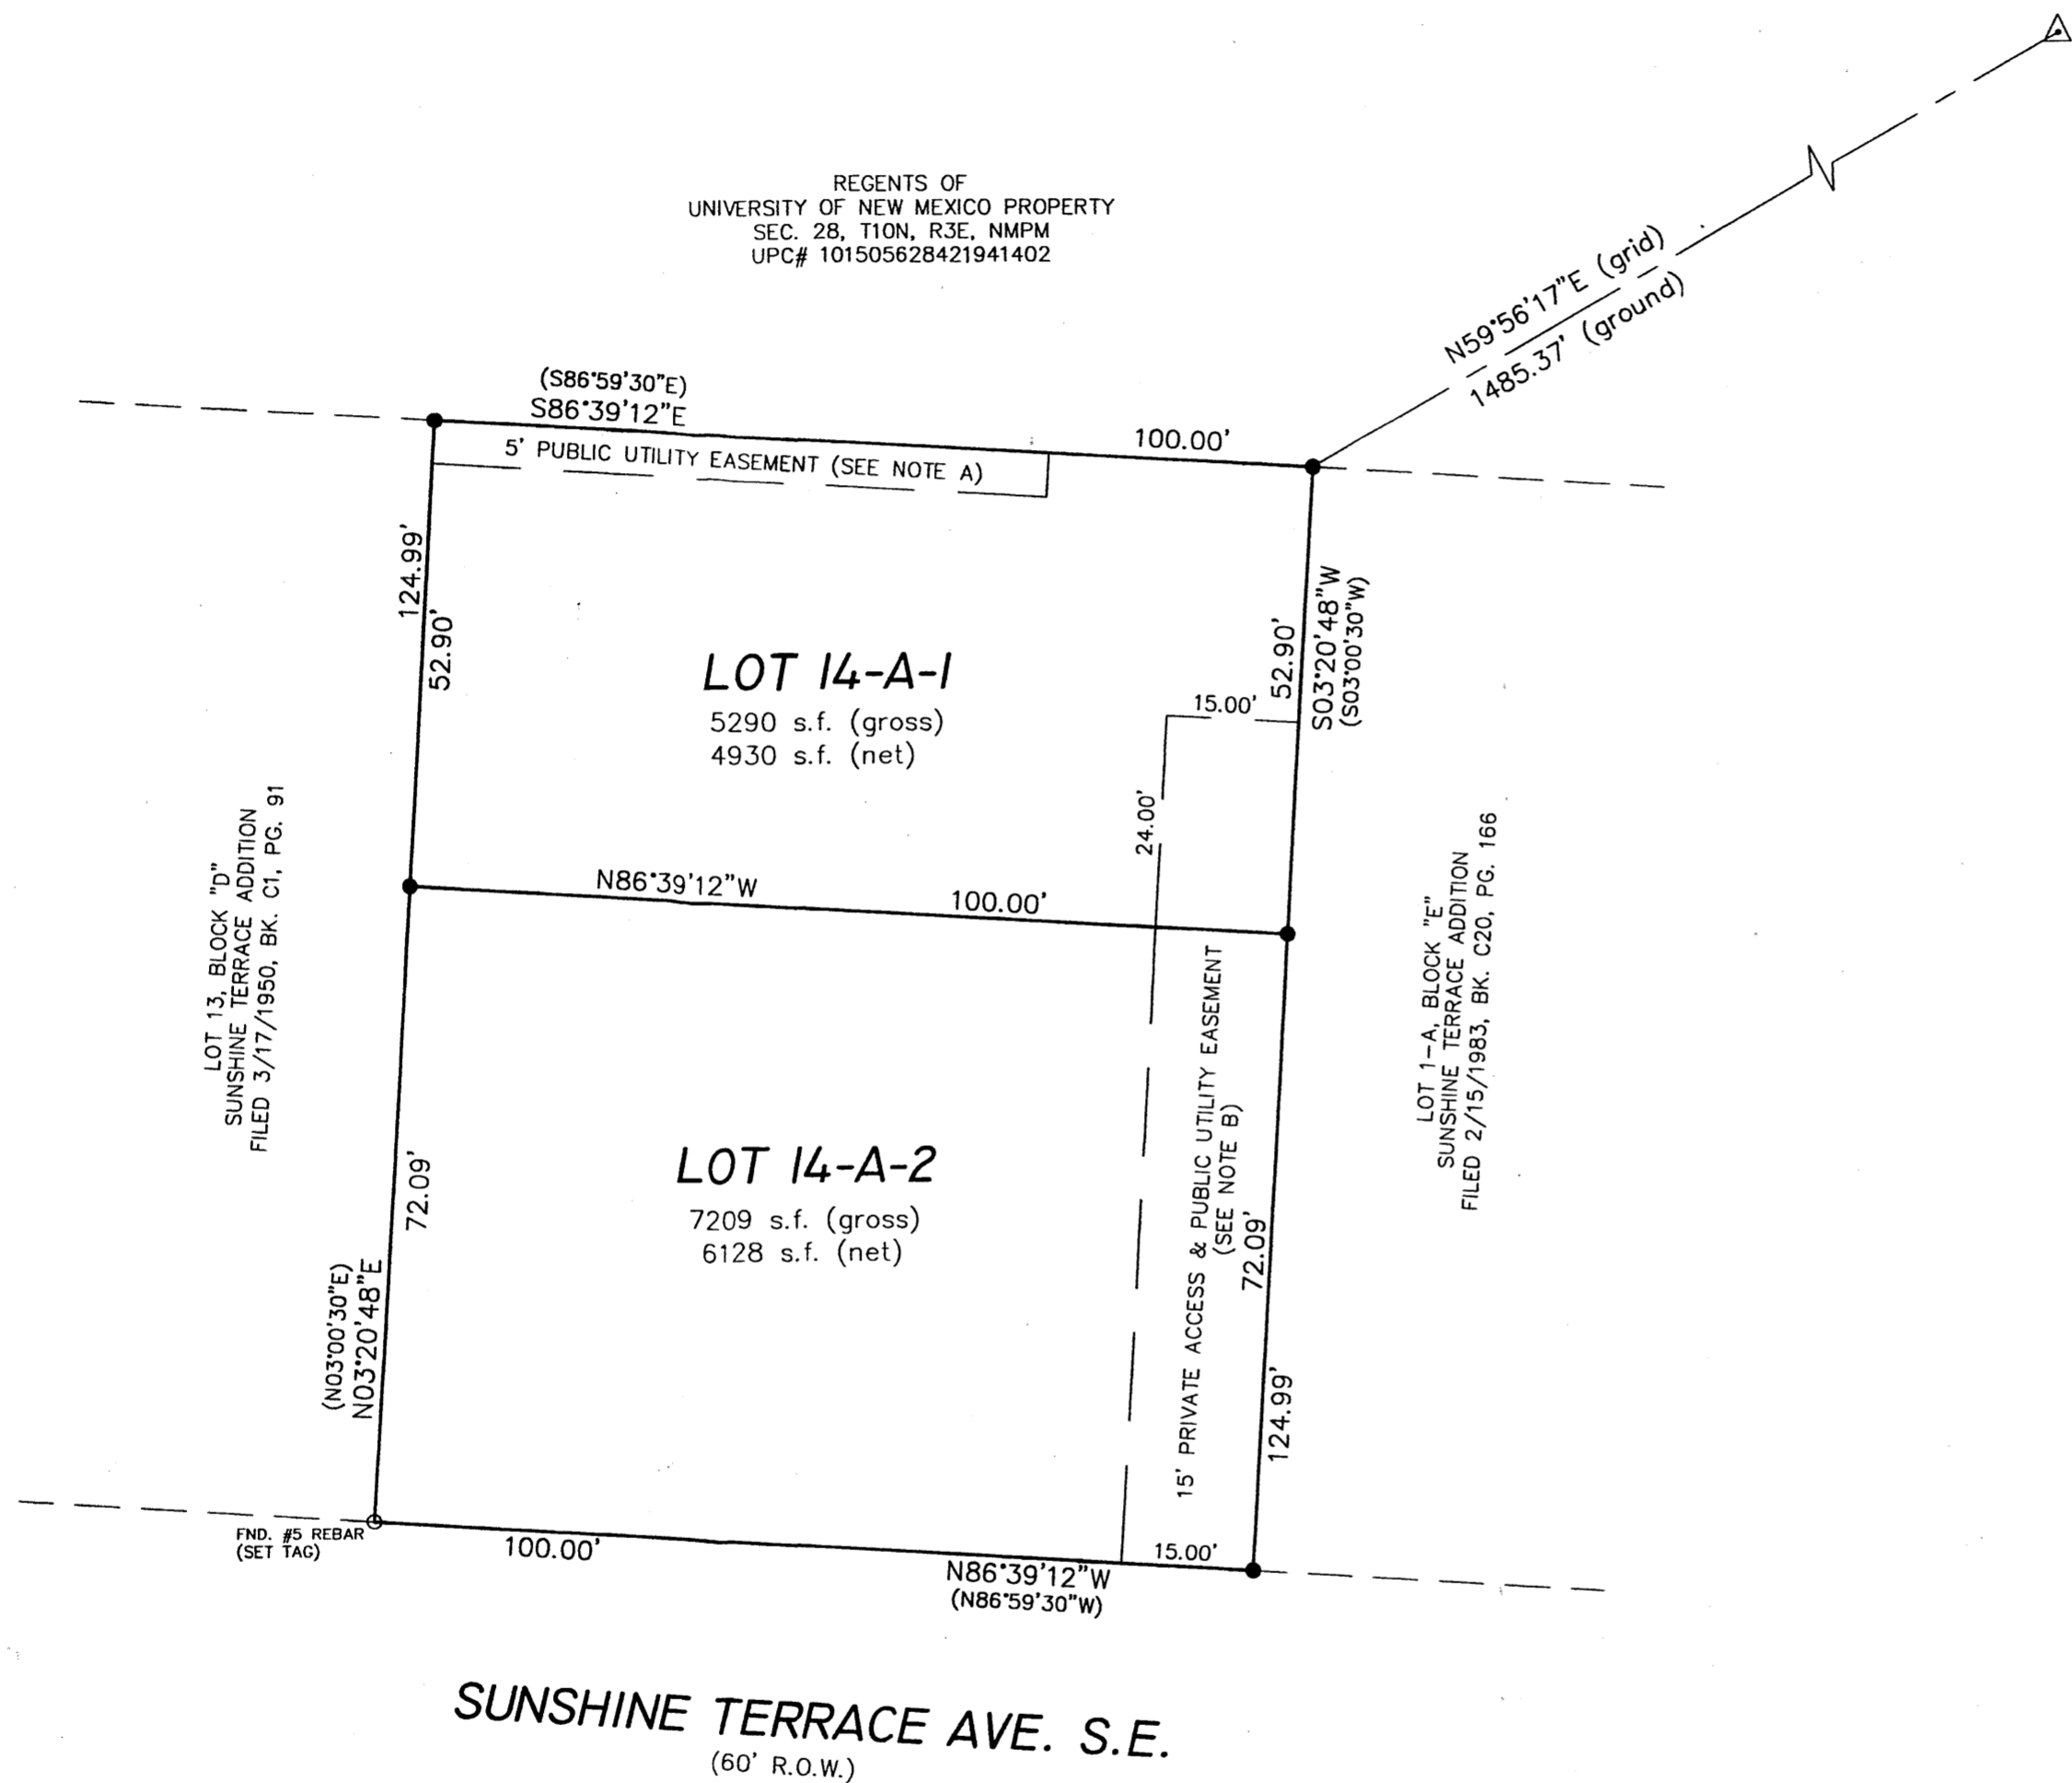 REGENTS OF
UNIVERSITY OF NEW MEXICO PROPERTY
SEC. 28, T10N, R3E, NMPM
UPC# 101505628421941402
N59°56'17"E (grid)
1485.37' (ground)
(S86°59'30"E)
S86°39'12"E
100.00'
5' PUBLIC UTILITY EASEMENT (SEE NOTE A)
124.99'
52.90'
LOT 14-A-1
5290 s.f. (gross)
4930 s.f. (net)
52.90'
S03°20'48"W
(S03°00'30"W)
15.00'
24.00'
N86°39'12"W
100.00'
LOT 13, BLOCK "D"
SUNSHINE TERRACE ADDITION
FILED 3/17/1950, BK. C1, PG. 91
LOT 1-A, BLOCK "E"
SUNSHINE TERRACE ADDITION
FILED 2/15/1983, BK. C20, PG. 166
LOT 14-A-2
7209 s.f. (gross)
6128 s.f. (net)
72.09'
(N03°00'30"E)
N03°20'48"E
15' PRIVATE ACCESS & PUBLIC UTILITY EASEMENT
(SEE NOTE B)
72.09'
124.99'
FND. #5 REBAR
(SET TAG)
100.00'
15.00'
N86°39'12"W
(N86°59'30"W)
SUNSHINE TERRACE AVE. S.E.
(60' R.O.W.)